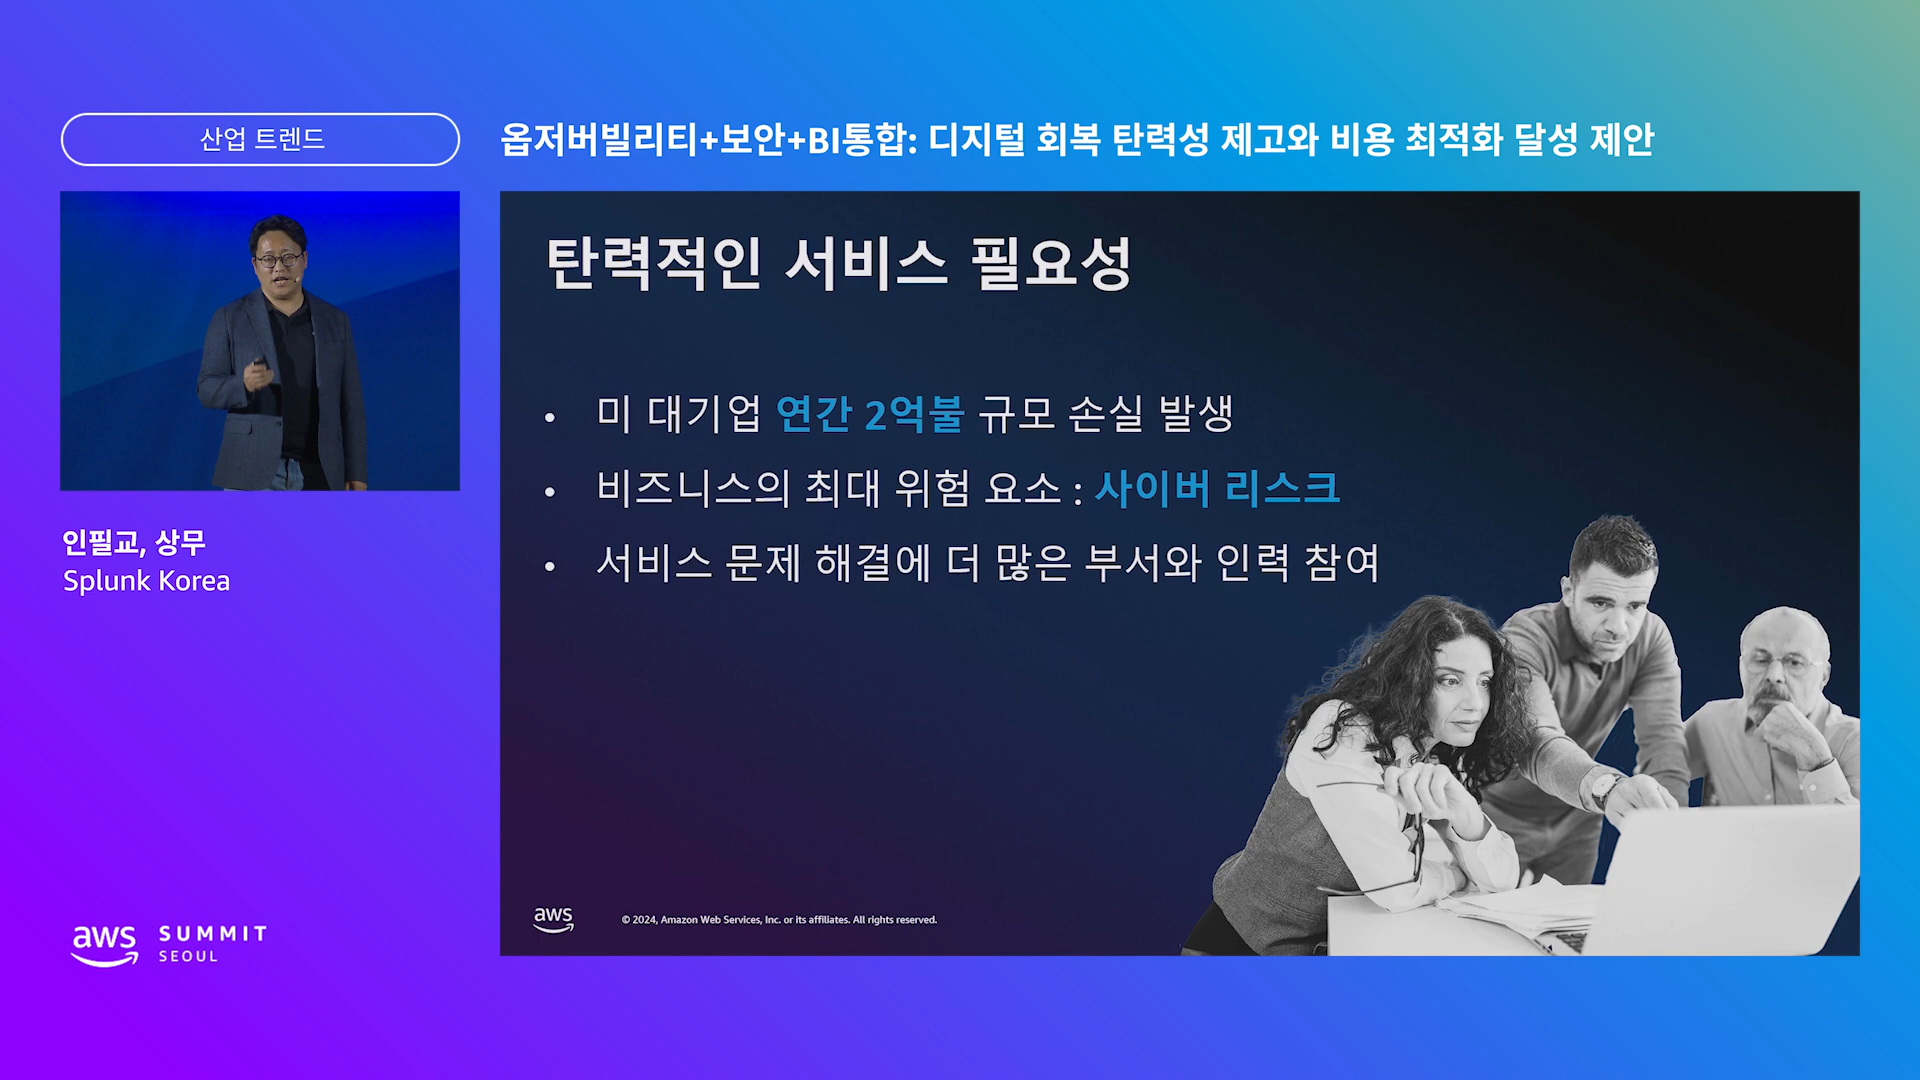 산업 트렌드
옵저버빌리티+보안+BI통합: 디지털 회복 탄력성 제고와 비용 최적화 달성 제안
인필교, 상무
Splunk Korea
탄력적인 서비스 필요성
• 미 대기업 연간 2억불 규모 손실 발생
• 비즈니스의 최대 위험 요소 : 사이버 리스크
• 서비스 문제 해결에 더 많은 부서와 인력 참여
aws
© 2024, Amazon Web Services, Inc. or its affiliates. All rights reserved.
aws SUMMIT
SEOUL